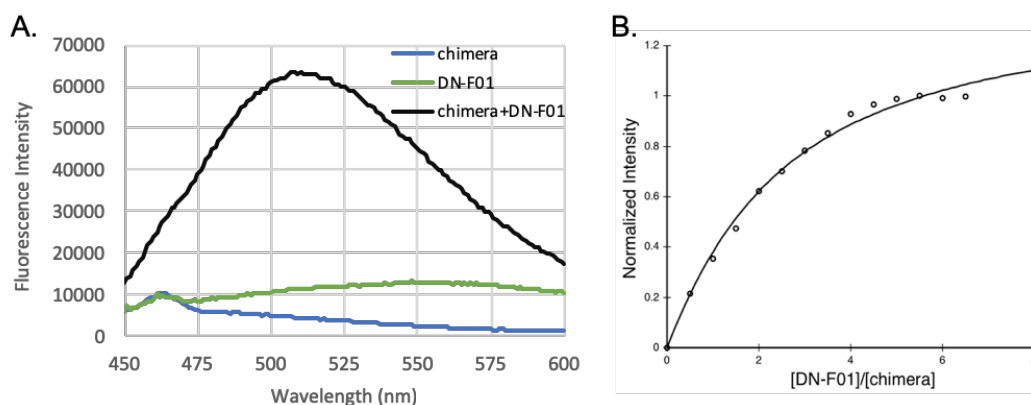 A.
70000
60000
50000
40000
30000
20000
10000
0
450
475
500
525
550
575
600
Fluorescence Intensity
Wavelength (nm)
chimera
DN-F01
chimera+DN-F01
B.
1.2
1
0.8
0.6
0.4
0.2
0
0
2
4
6
Normalized Intensity
[DN-F01]/[chimera]